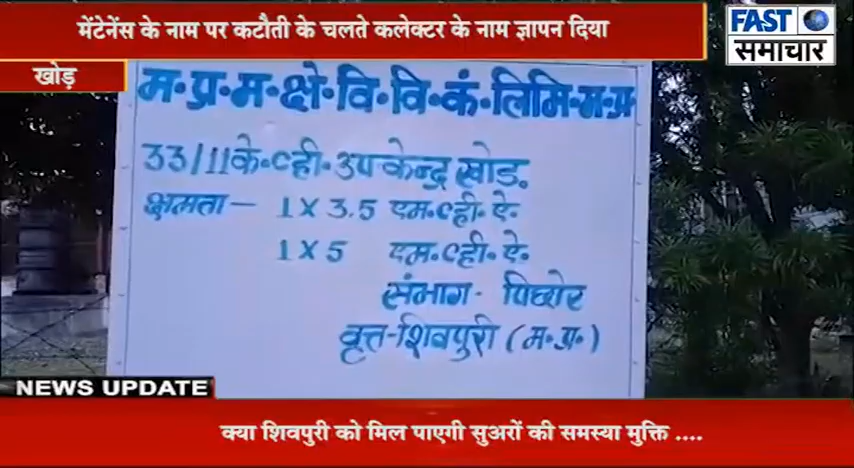 मेंटेनेंस के नाम पर कटौती के चलते कलेक्टर के नाम ज्ञापन दिया
FAST
समाचार
खोड़
म॰प्र॰म॰क्षे॰वि॰वि॰कं॰लिमि॰म॰प्र
33/11के॰व्ही॰उपकेन्द्र खोड़॰
क्षमता - 1 X 3.5 एम॰व्ही॰ऐ॰
1 X 5 एम॰व्ही॰ऐ॰
संभाग - पिछोर
वृत्त-शिवपुरी (म॰प्र॰)
NEWS UPDATE
क्या शिवपुरी को मिल पाएगी सुअरों की समस्या मुक्ति ....